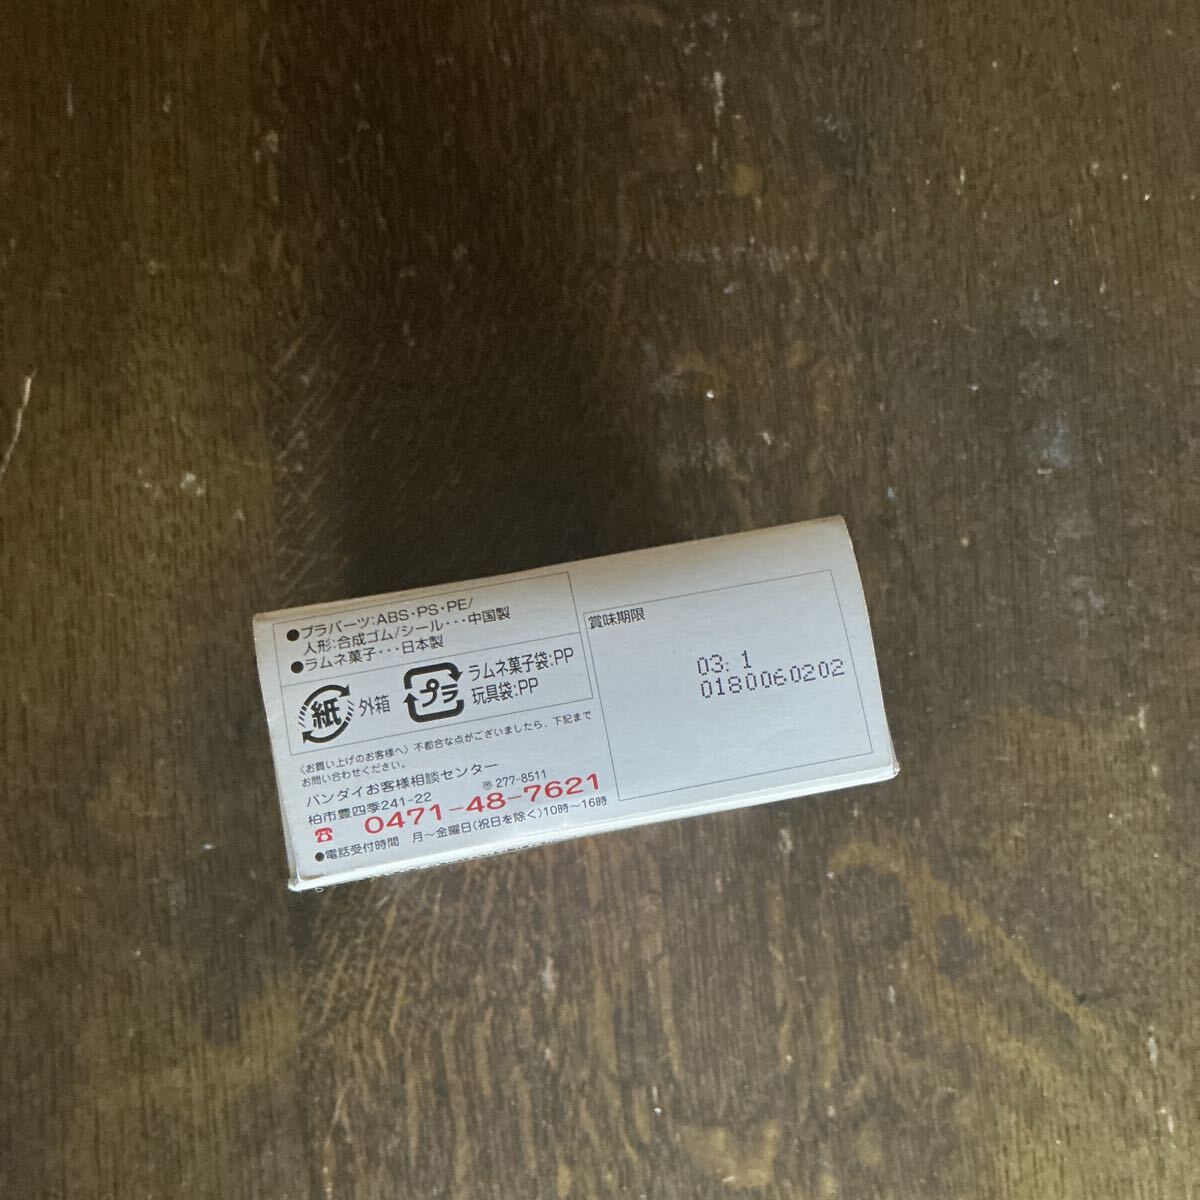 ●プラパーツ:ABS・PS・PE/
人形:合成ゴム/シール・・・中国製
●ラムネ菓子・・・日本製
紙 外箱
プラ ラムネ菓子袋:PP
玩具袋:PP
〈お買い上げのお客様へ〉不都合な点がございましたら、下記まで
お問い合わせください。
バンダイお客様相談センター
柏市豊四季241-22 〒277-8511
☎ 0471-48-7621
●電話受付時間 月〜金曜日(祝日を除く)10時〜16時
賞味期限
03. 1
0180060202